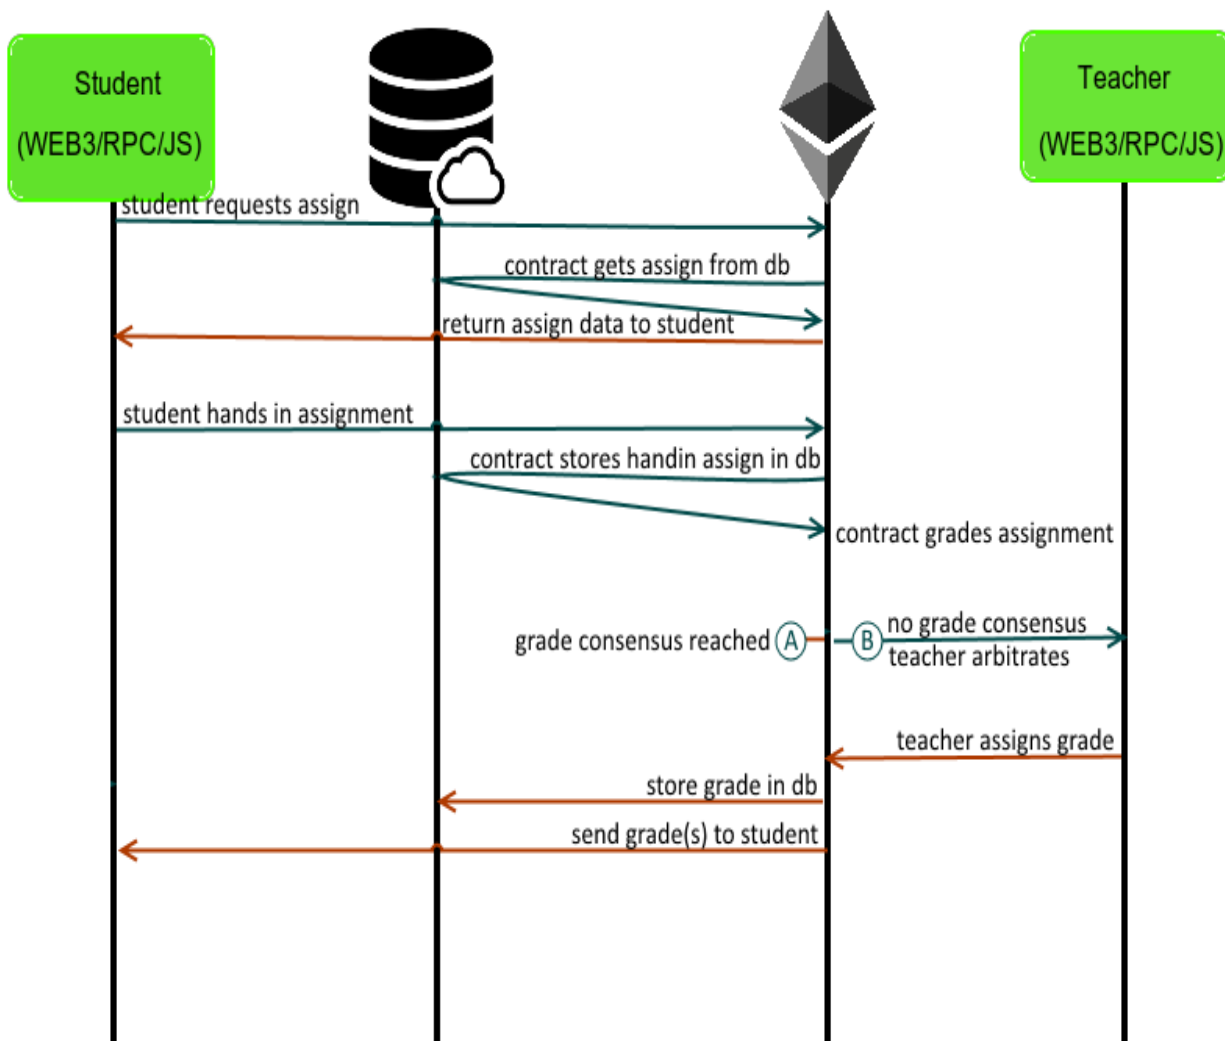 Student
(WEB3/RPC/JS)
Teacher
(WEB3/RPC/JS)
student requests assign
contract gets assign from db
return assign data to student
student hands in assignment
contract stores handin assign in db
contract grades assignment
grade consensus reached A
B no grade consensus
teacher arbitrates
teacher assigns grade
store grade in db
send grade(s) to student